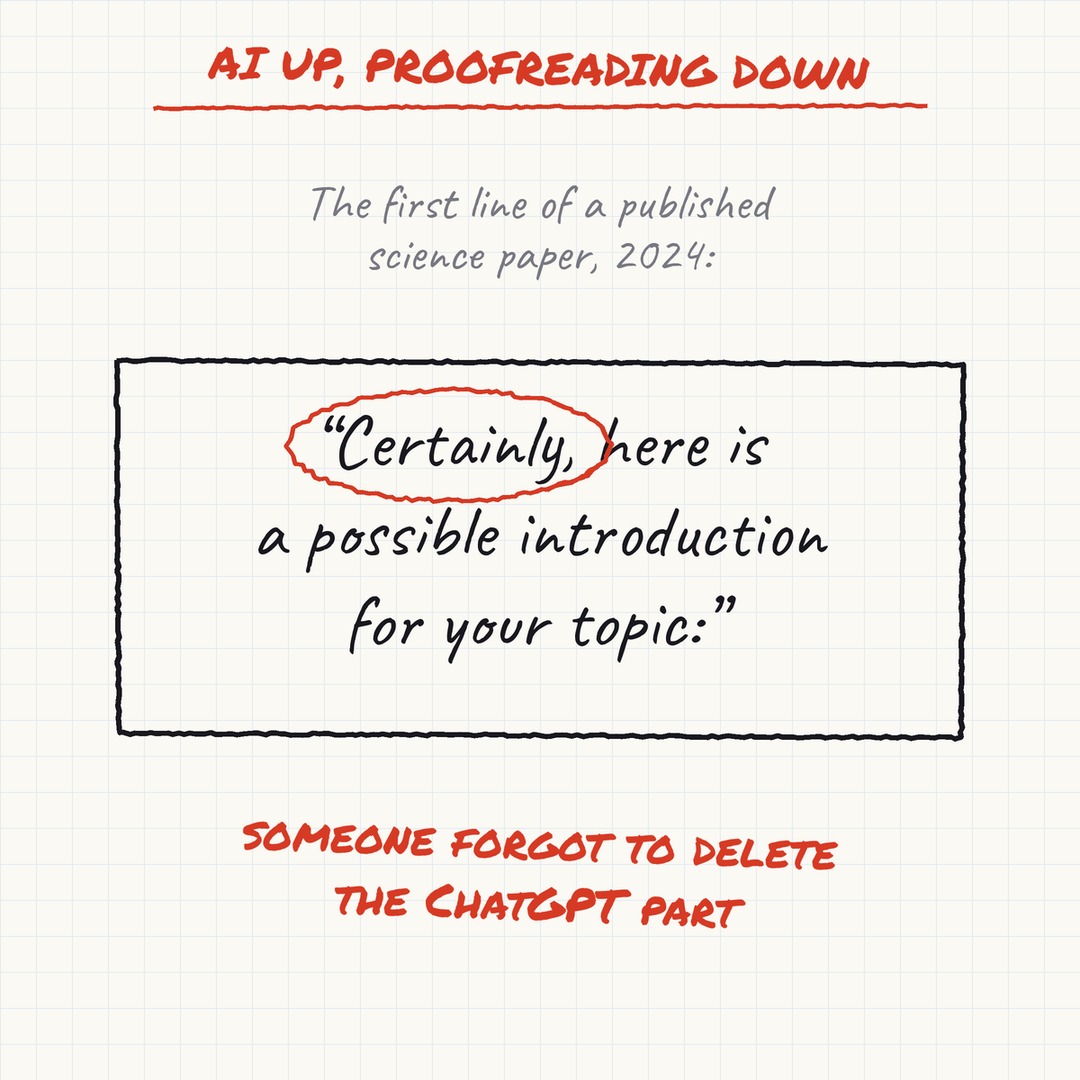 AI UP, PROOFREADING DOWN
The first line of a published
science paper, 2024:
“Certainly, here is
a possible introduction
for your topic:”
SOMEONE FORGOT TO DELETE
THE CHATGPT PART